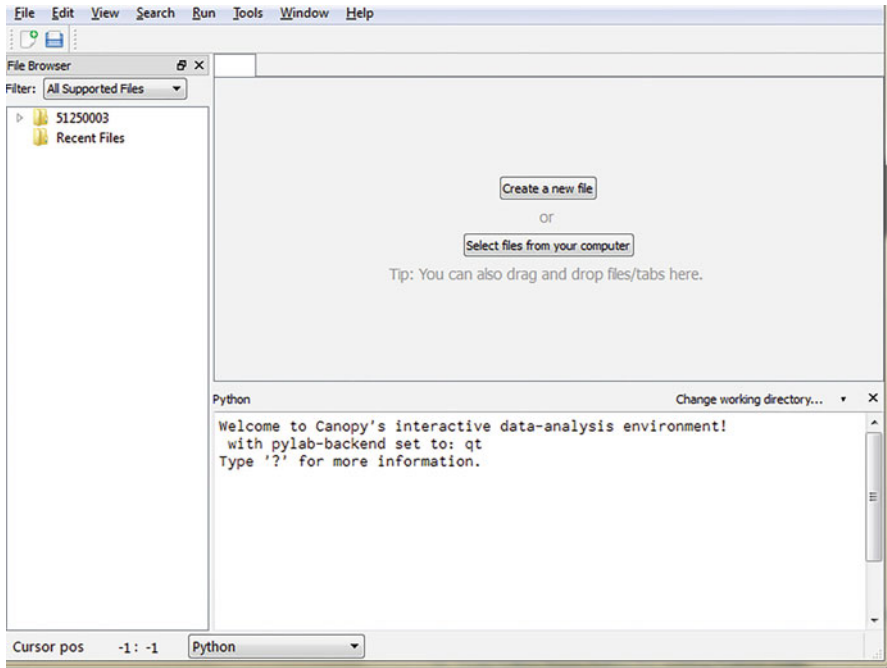 File Edit View Search Run Tools Window Help
File Browser
Filter: All Supported Files
51250003
Recent Files
Create a new file
or
Select files from your computer
Tip: You can also drag and drop files/tabs here.
Python Change working directory...
Welcome to Canopy's interactive data-analysis environment!
with pylab-backend set to: qt
Type '?' for more information.
Cursor pos -1: -1 Python